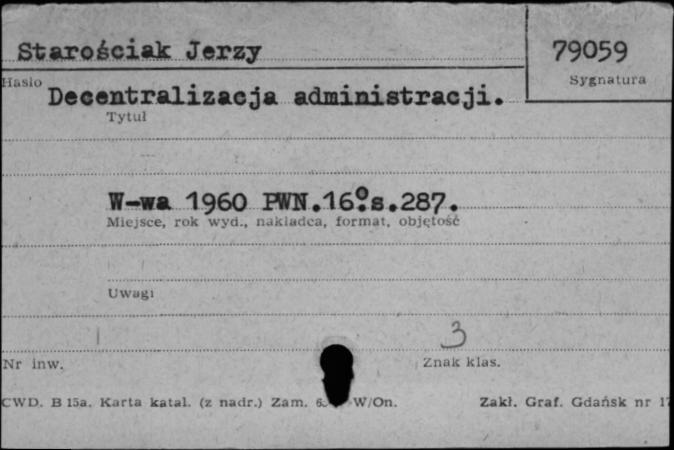 Starościak Jerzy 79059
Hasło Sygnatura
Decentralizacja administracji.
Tytuł
W-wa 1960 PWN.16º.s.287.
Miejsce, rok wyd., nakładca, format, objętość
Uwagi
3
Nr inw. Znak klas.
CWD. B 15a. Karta katal. (z nadr.) Zam. W/On. Zakł. Graf. Gdańsk nr